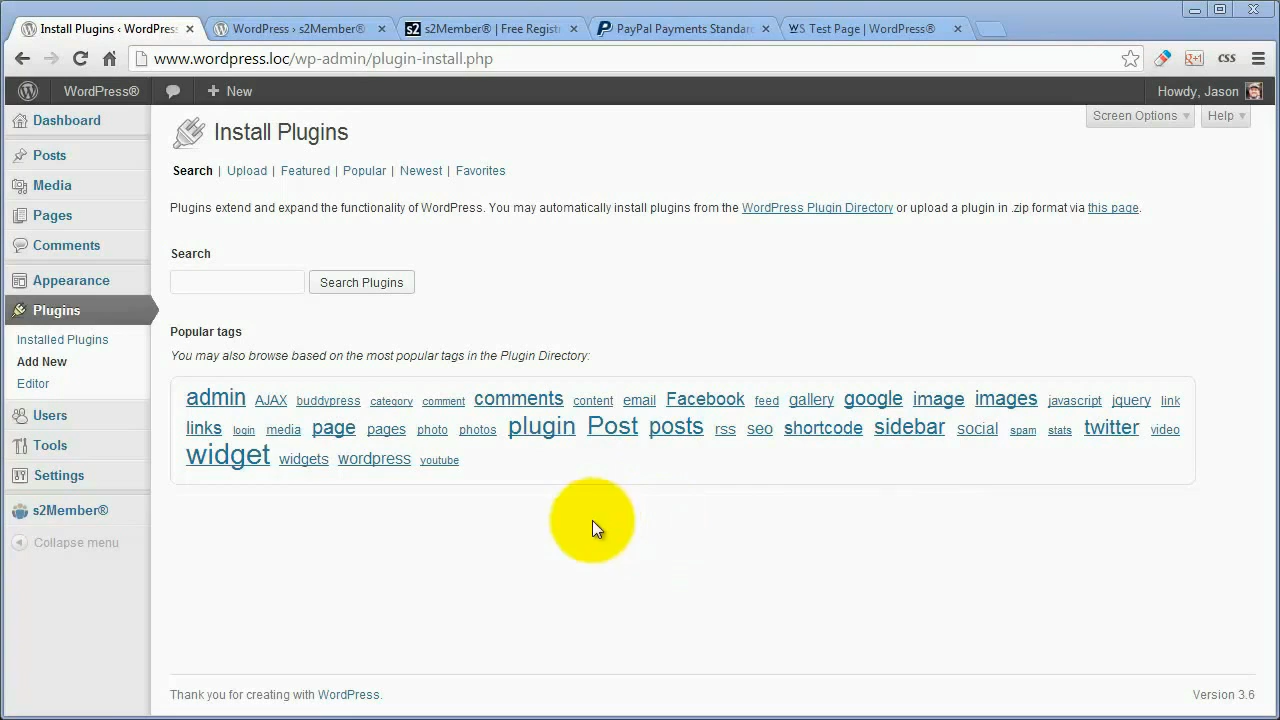 Install Plugins ‹ WordPress
WordPress › s2Member®
s2Member® | Free Registr
PayPal Payments Standard
WS Test Page | WordPress®
www.wordpress.loc/wp-admin/plugin-install.php
css
WordPress® + New Howdy, Jason
Dashboard
Posts
Media
Pages
Comments
Appearance
Plugins
Installed Plugins
Add New
Editor
Users
Tools
Settings
s2Member®
Collapse menu
Screen Options Help
Install Plugins
Search | Upload | Featured | Popular | Newest | Favorites
Plugins extend and expand the functionality of WordPress. You may automatically install plugins from the WordPress Plugin Directory or upload a plugin in .zip format via this page.
Search
Search Plugins
Popular tags
You may also browse based on the most popular tags in the Plugin Directory:
admin AJAX buddypress category comment comments content email Facebook feed gallery google image images javascript jquery link
links login media page pages photo photos plugin Post posts rss seo shortcode sidebar social spam stats twitter video
widget widgets wordpress youtube
Thank you for creating with WordPress. Version 3.6